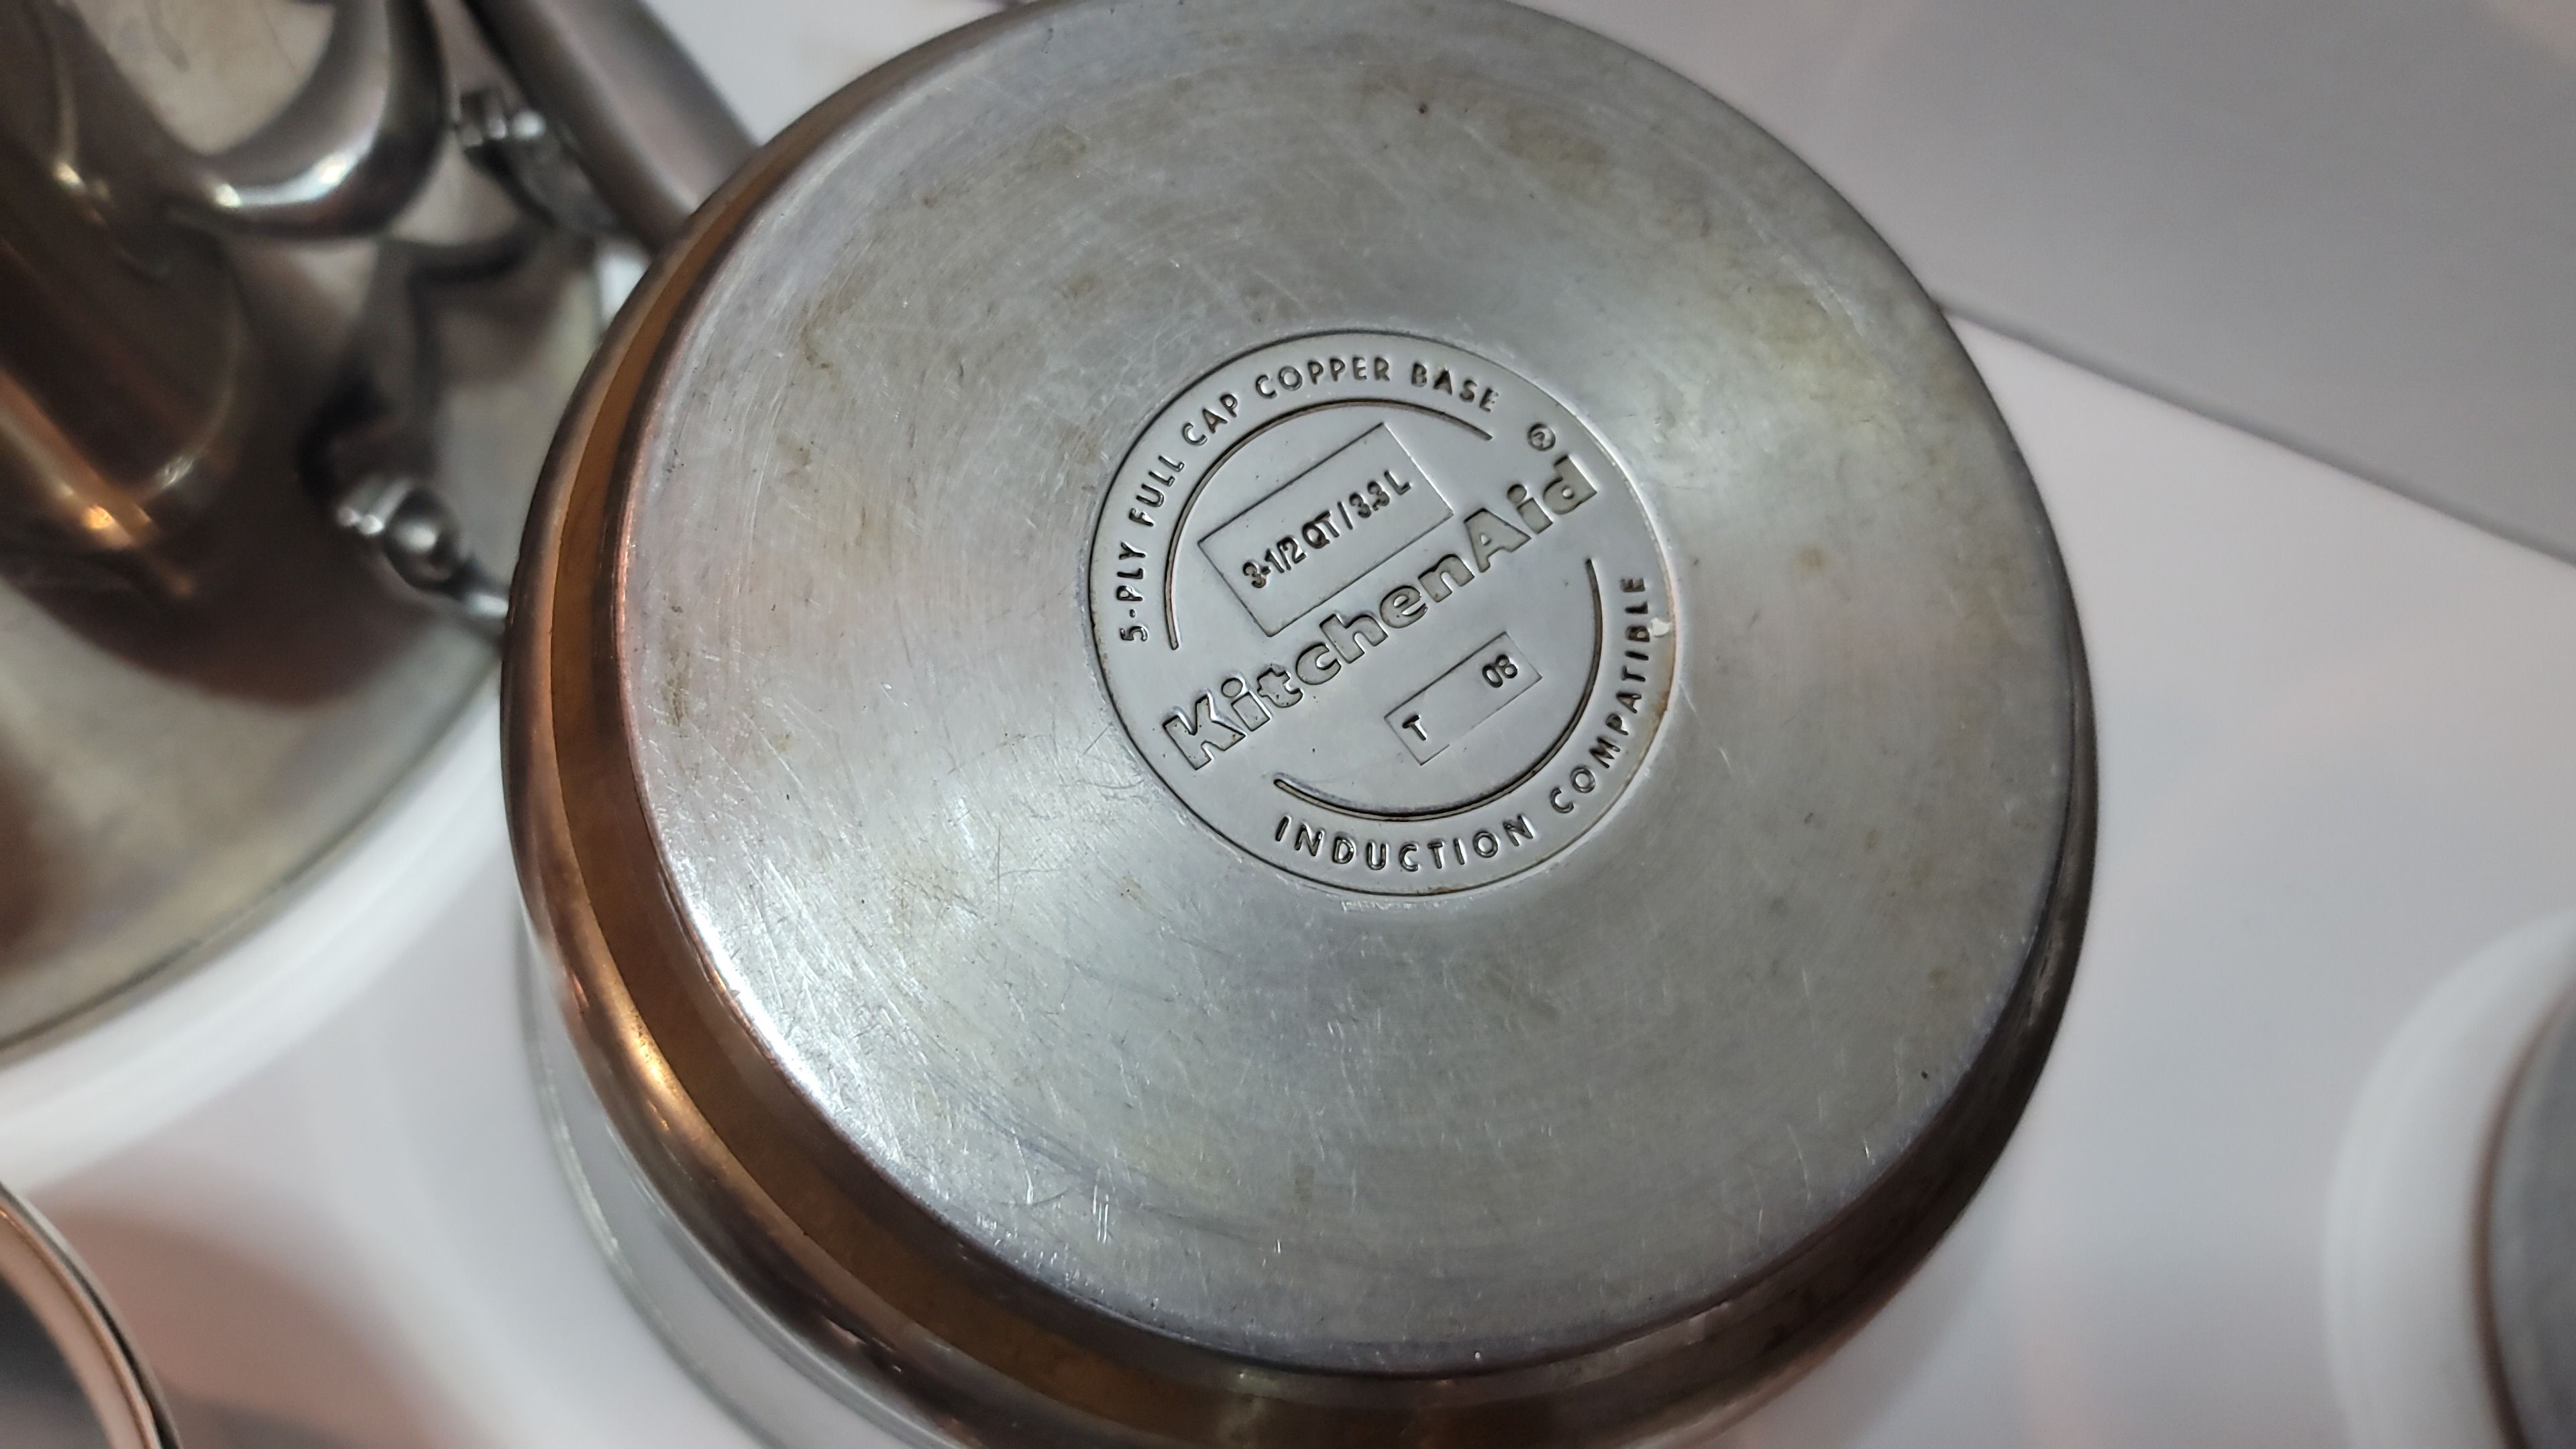 5-PLY FULL CAP COPPER BASE
3-1/2 QT / 3.3 L
KitchenAid®
T 08
INDUCTION COMPATIBLE